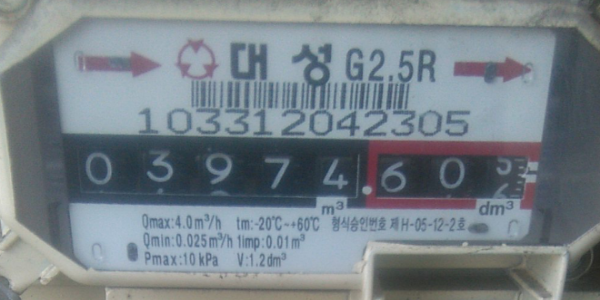 대성 G2.5R
103312042305
03974.60
m³ dm³
Qmax:4.0m³/h tm:-20℃~+60℃ 형식승인번호 제 H-05-12-2호
Qmin:0.025m³/h 1imp:0.01m³
Pmax:10kPa V:1.2dm³